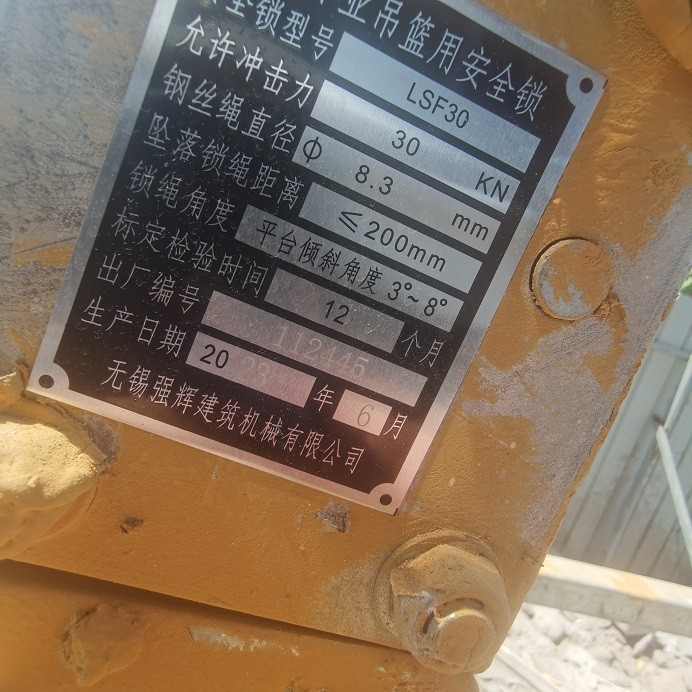 业吊篮用安全锁
全锁型号 LSF30
允许冲击力 30 KN
钢丝绳直径 ф 8.3 mm
坠落锁绳距离 ≤200mm
锁绳角度 平台倾斜角度 3°~8°
标定检验时间 12 个月
出厂编号 112445
生产日期 2023 年 6 月
无锡强辉建筑机械有限公司